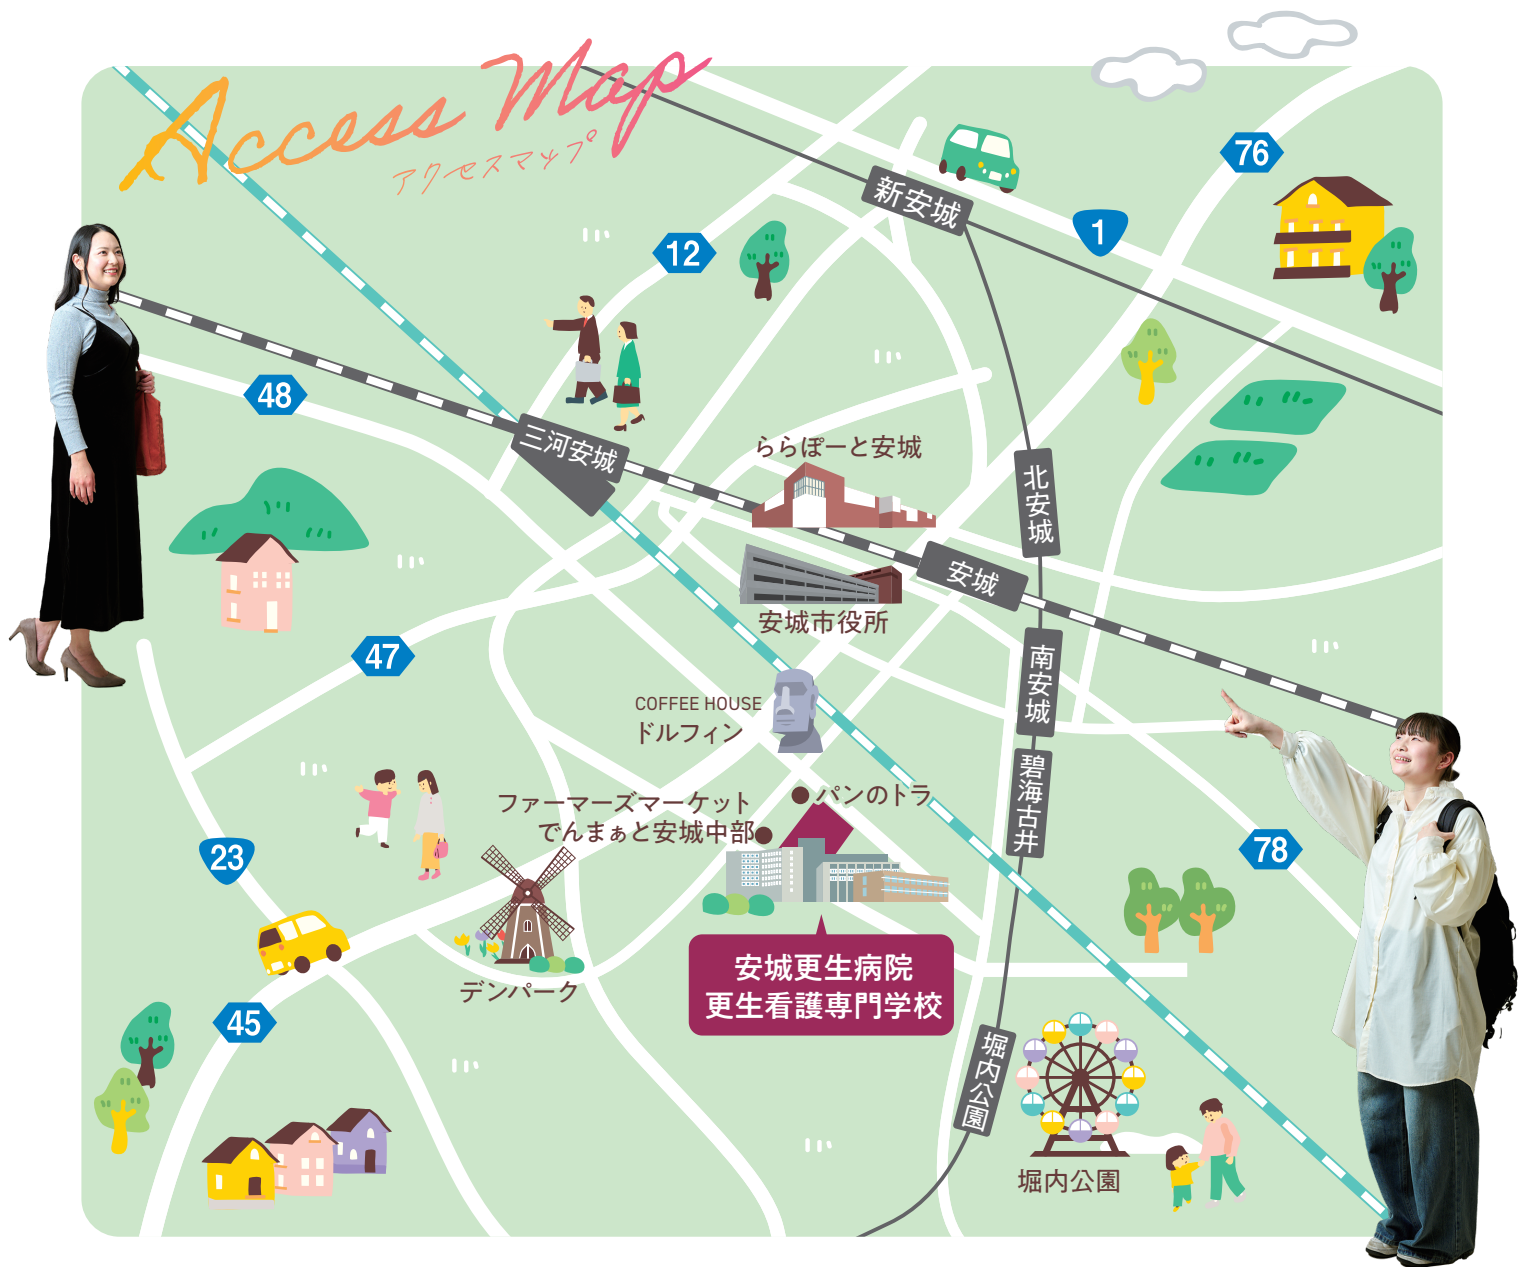 Access Map
アクセスマップ
76
新安城
1
12
48
三河安城
ららぽーと安城
北安城
安城
安城市役所
47
南安城
COFFEE HOUSE
ドルフィン
碧海古井
パンのトラ
ファーマーズマーケット
でんまぁと安城中部
23
78
安城更生病院
更生看護専門学校
デンパーク
45
堀内公園
堀内公園